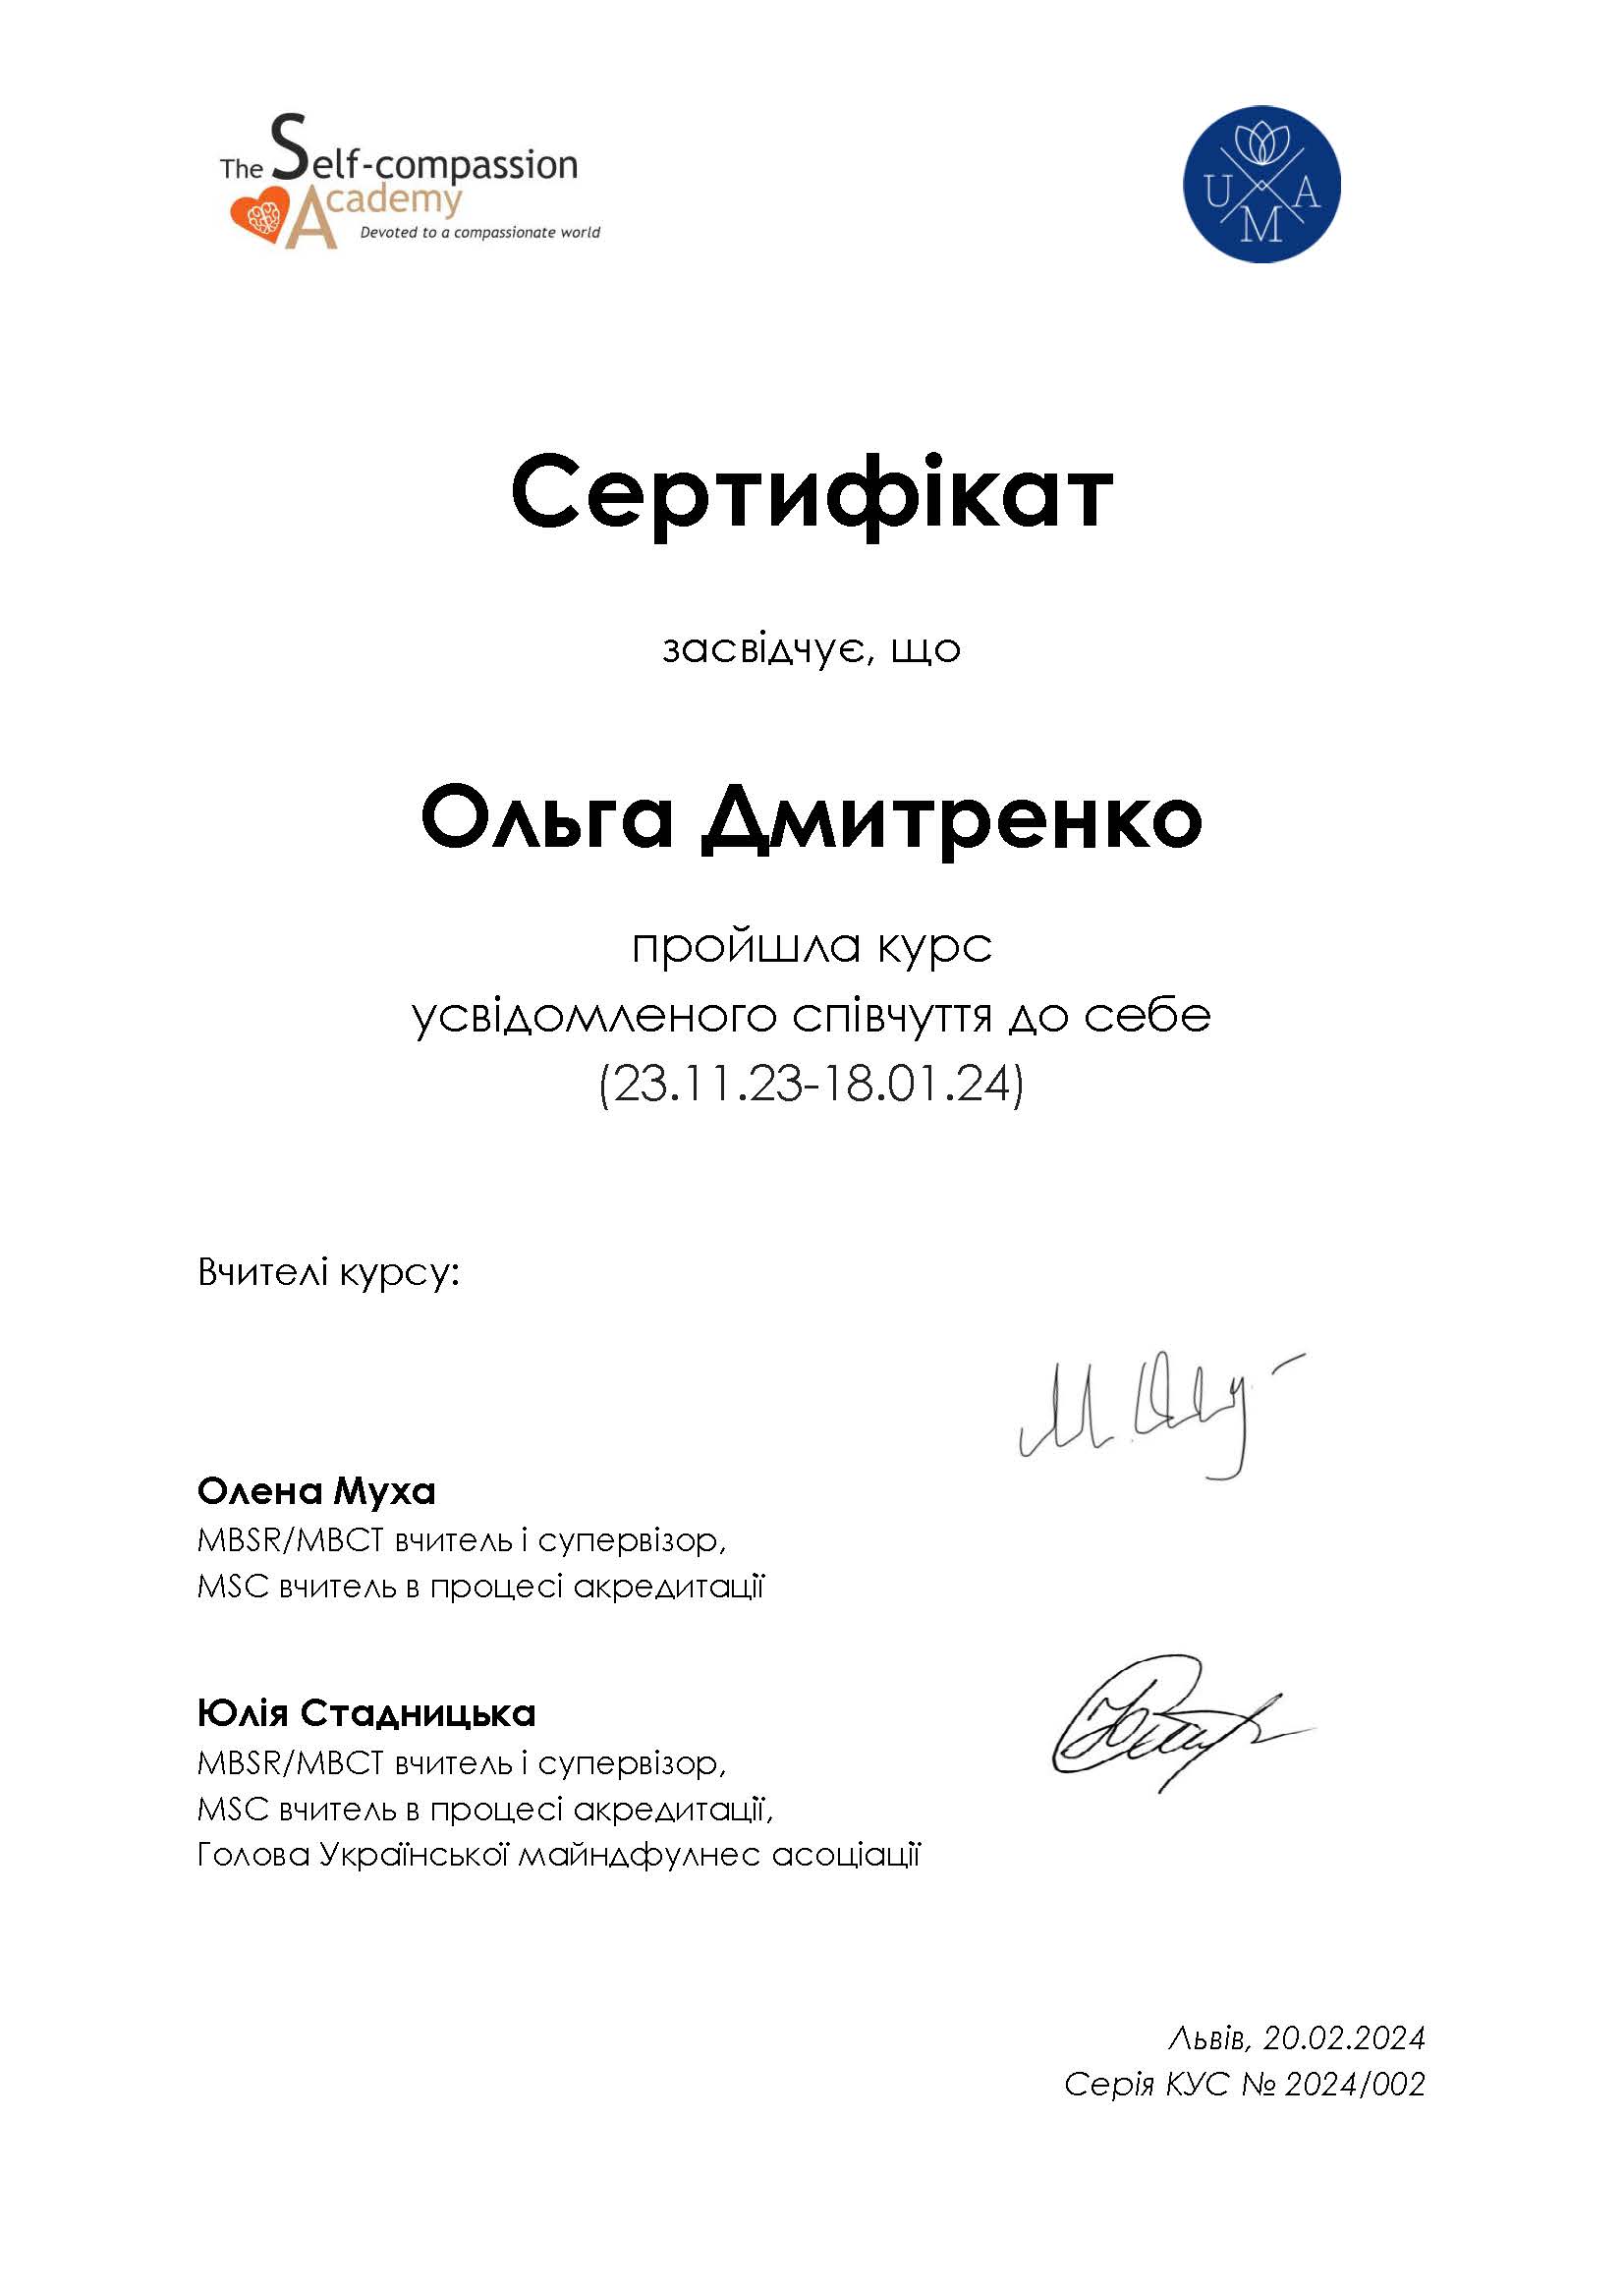 The Self-compassion
Academy
Devoted to a compassionate world
U M A
Сертифікат
засвідчує, що
Ольга Дмитренко
пройшла курс
усвідомленого співчуття до себе
(23.11.23-18.01.24)
Вчителі курсу:
Олена Муха
MBSR/MBCT вчитель і супервізор,
MSC вчитель в процесі акредитації
Юлія Стадницька
MBSR/MBCT вчитель і супервізор,
MSC вчитель в процесі акредитації,
Голова Української майндфулнес асоціації
Львів, 20.02.2024
Серія КУС № 2024/002